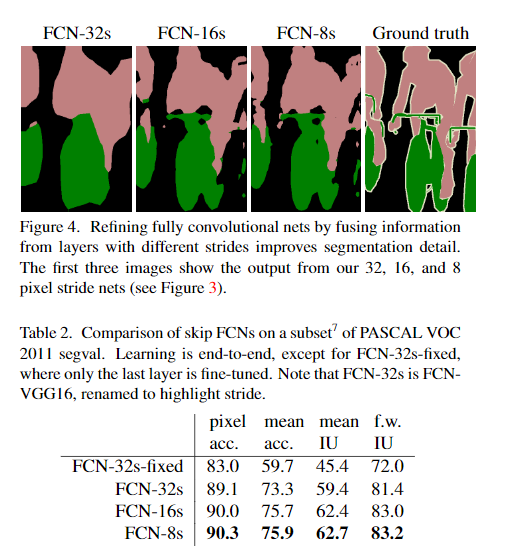 FCN-32s FCN-16s FCN-8s Ground truth
Figure 4. Refining fully convolutional nets by fusing information
from layers with different strides improves segmentation detail.
The first three images show the output from our 32, 16, and 8
pixel stride nets (see Figure 3).
Table 2. Comparison of skip FCNs on a subset7 of PASCAL VOC
2011 segval. Learning is end-to-end, except for FCN-32s-fixed,
where only the last layer is fine-tuned. Note that FCN-32s is FCN-
VGG16, renamed to highlight stride.
pixel mean mean f.w.
acc. acc. IU IU
FCN-32s-fixed 83.0 59.7 45.4 72.0
FCN-32s 89.1 73.3 59.4 81.4
FCN-16s 90.0 75.7 62.4 83.0
FCN-8s 90.3 75.9 62.7 83.2